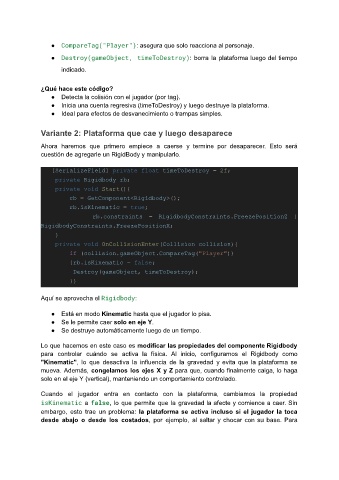 ● CompareTag("Player"): asegura que solo reacciona al personaje.
● Destroy(gameObject, timeToDestroy): borra la plataforma luego del tiempo
indicado.
¿Qué hace este código?
● Detecta la colisión con el jugador (por tag).
● Inicia una cuenta regresiva (timeToDestroy) y luego destruye la plataforma.
● Ideal para efectos de desvanecimiento o trampas simples.
Variante 2: Plataforma que cae y luego desaparece
Ahora haremos que primero empiece a caerse y termine por desaparecer. Esto será
cuestión de agregarle un RigidBody y manipularlo.
[SerializeField] private float timeToDestroy = 2f;
private Rigidbody rb;
private void Start(){
rb = GetComponent<Rigidbody>();
rb.isKinematic = true;
rb.constraints = RigidbodyConstraints.FreezePositionZ |
RigidbodyConstraints.FreezePositionX;
}
private void OnCollisionEnter(Collision collision){
if (collision.gameObject.CompareTag("Player"))
{rb.isKinematic = false;
Destroy(gameObject, timeToDestroy);
}}
Aquí se aprovecha el Rigidbody:
● Está en modo Kinematic hasta que el jugador lo pisa.
● Se le permite caer solo en eje Y.
● Se destruye automáticamente luego de un tiempo.
Lo que hacemos en este caso es modificar las propiedades del componente Rigidbody
para controlar cuándo se activa la física. Al inicio, configuramos el Rigidbody como
"Kinematic", lo que desactiva la influencia de la gravedad y evita que la plataforma se
mueva. Además, congelamos los ejes X y Z para que, cuando finalmente caiga, lo haga
solo en el eje Y (vertical), manteniendo un comportamiento controlado.
Cuando el jugador entra en contacto con la plataforma, cambiamos la propiedad
isKinematic a false, lo que permite que la gravedad la afecte y comience a caer. Sin
embargo, esto trae un problema: la plataforma se activa incluso si el jugador la toca
desde abajo o desde los costados, por ejemplo, al saltar y chocar con su base. Para